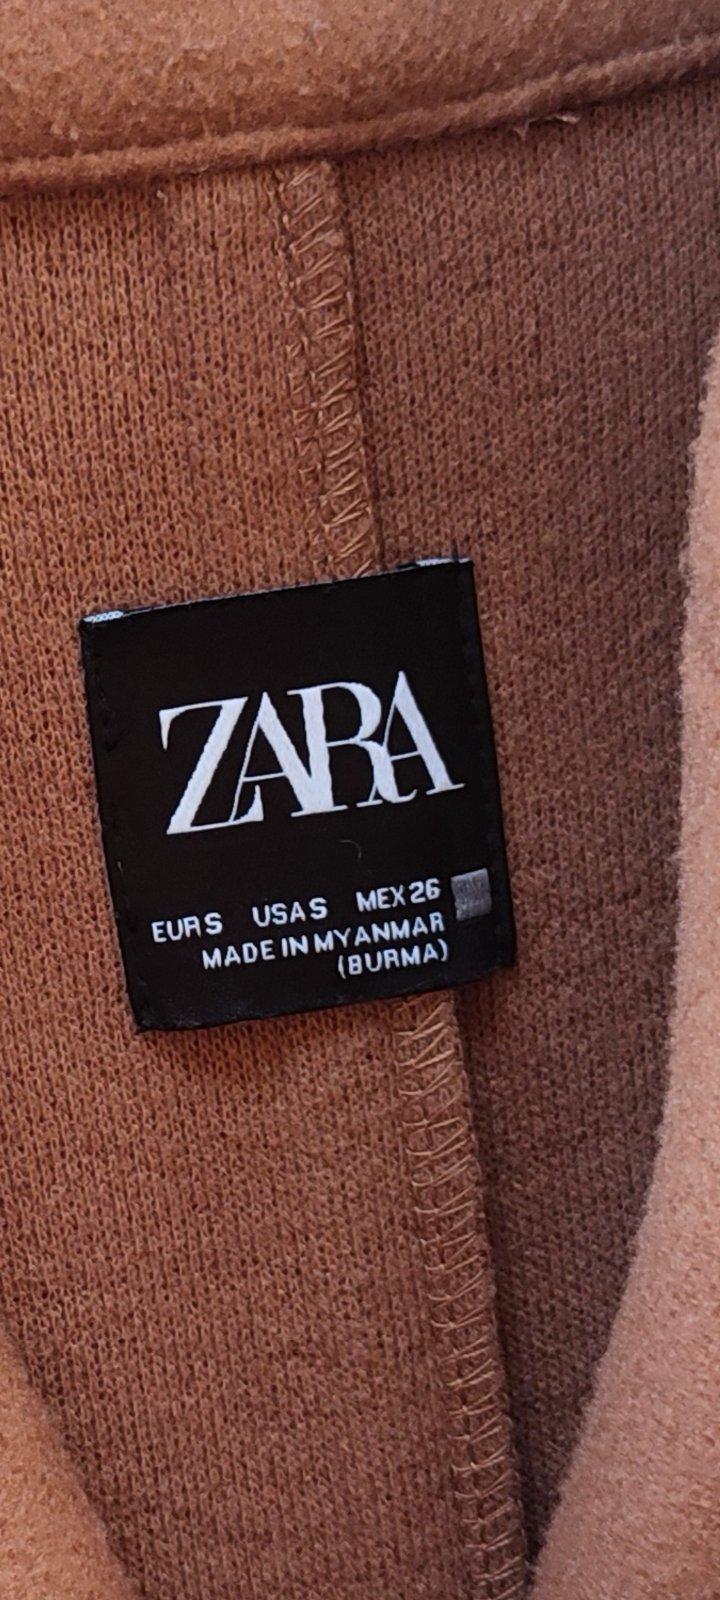 ZARA
EUR S USA S MEX 26
MADE IN MYANMAR
(BURMA)